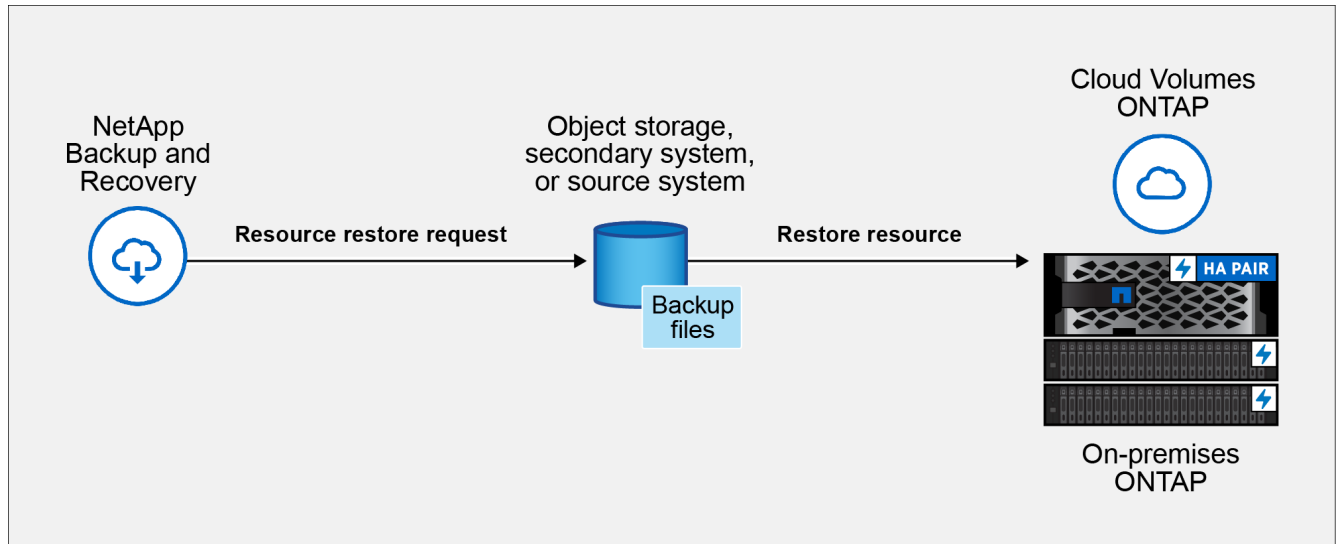 NetApp
Backup and
Recovery
Resource restore request
Object storage,
secondary system,
or source system
Backup
files
Restore resource
Cloud Volumes
ONTAP
HA PAIR
On-premises
ONTAP